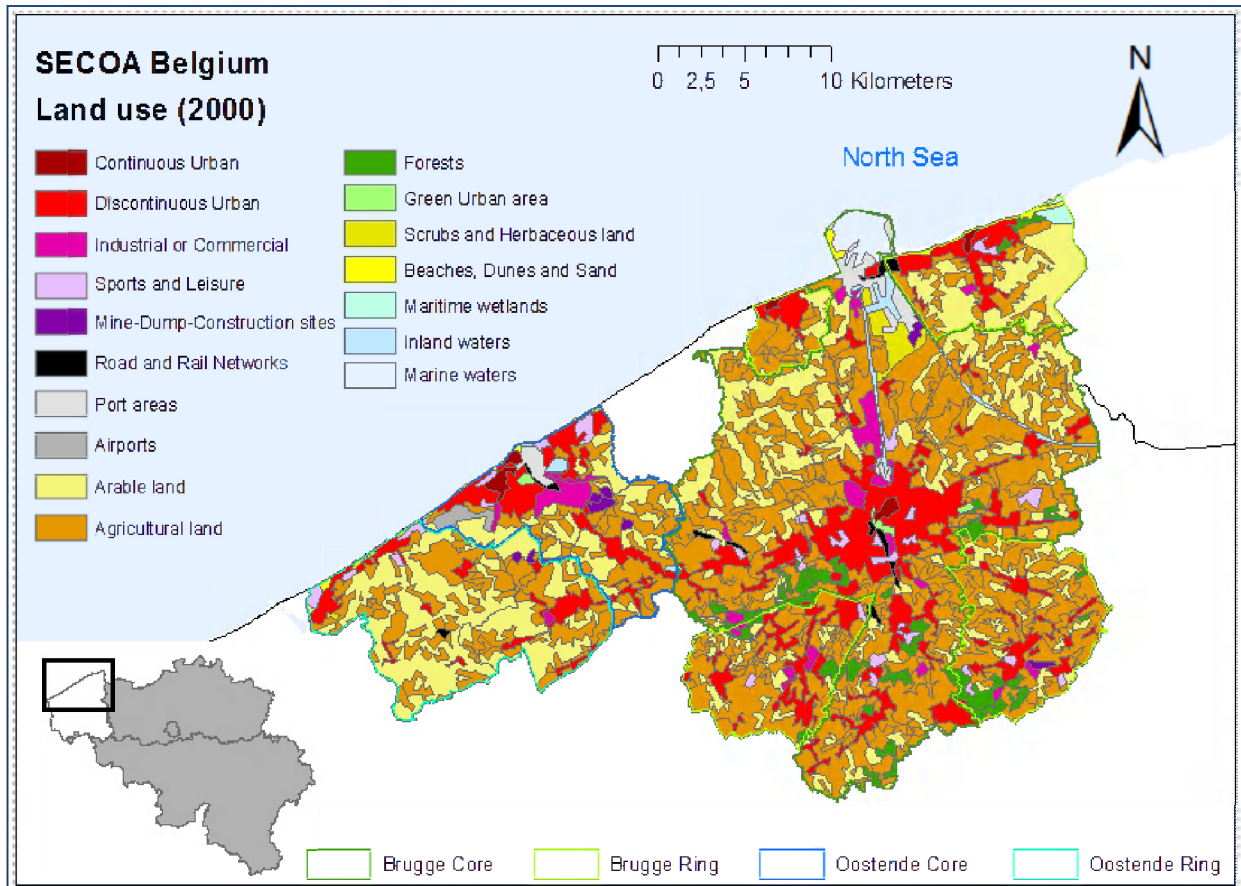 SECOA Belgium
Land use (2000)
0 2,5 5 10 Kilometers
N
North Sea
Continuous Urban
Discontinuous Urban
Industrial or Commercial
Sports and Leisure
Mine-Dump-Construction sites
Road and Rail Networks
Port areas
Airports
Arable land
Agricultural land
Forests
Green Urban area
Scrubs and Herbaceous land
Beaches, Dunes and Sand
Maritime wetlands
Inland waters
Marine waters
Brugge Core Brugge Ring Oostende Core Oostende Ring